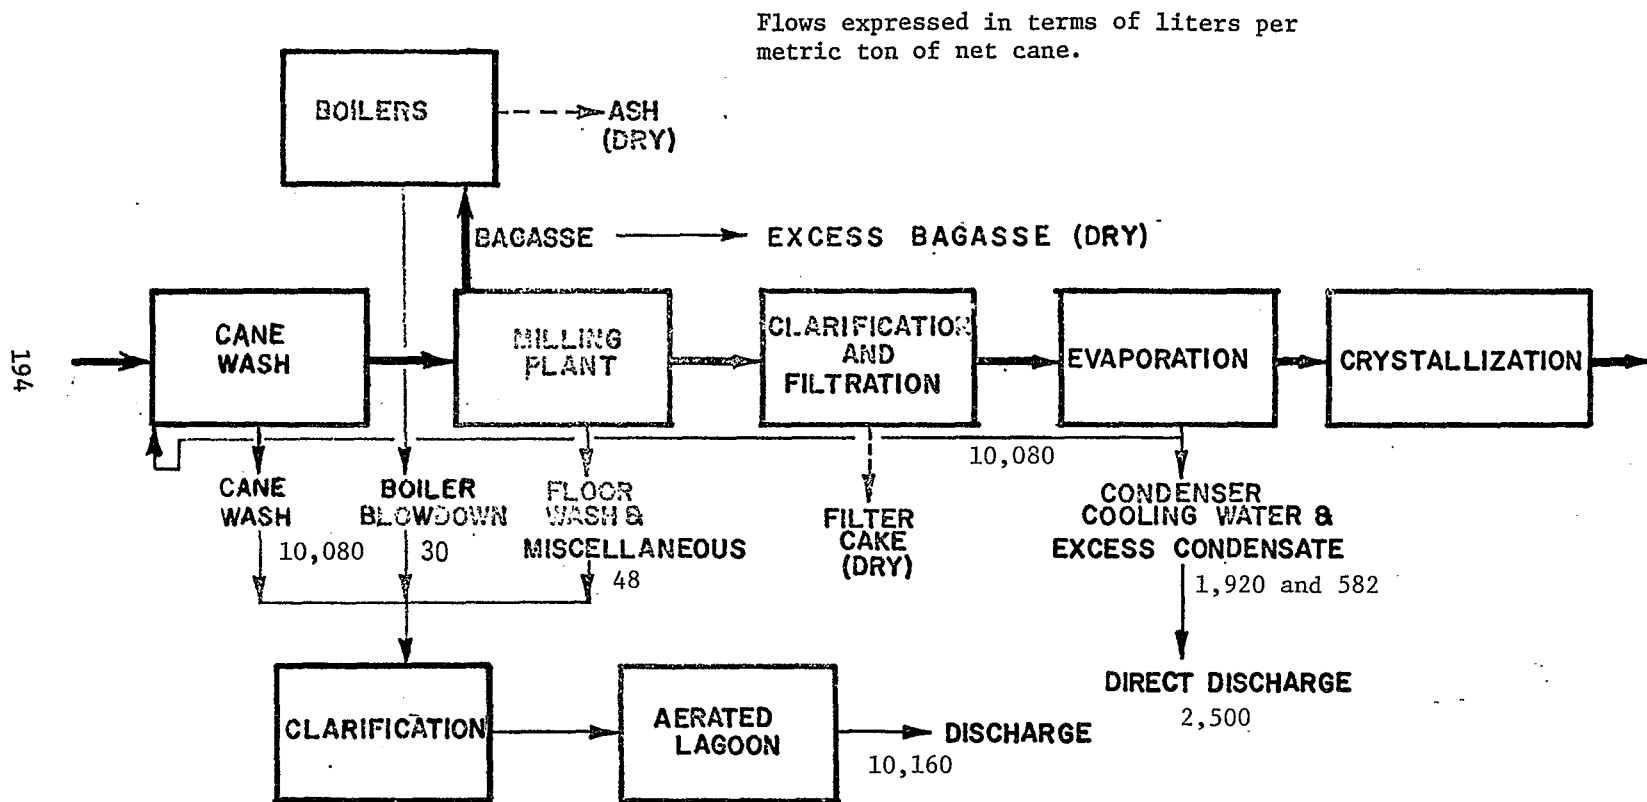 Flows expressed in terms of liters per
metric ton of net cane.
BOILERS
ASH
(DRY)
BAGASSE
EXCESS BAGASSE (DRY)
194
CANE
WASH
MILLING
PLANT
CLARIFICATION
AND
FILTRATION
EVAPORATION
CRYSTALLIZATION
10,080
CANE
WASH
10,080
BOILER
BLOWDOWN
30
FLOOR
WASH &
MISCELLANEOUS
48
FILTER
CAKE
(DRY)
CONDENSER
COOLING WATER &
EXCESS CONDENSATE
1,920 and 582
DIRECT DISCHARGE
2,500
CLARIFICATION
AERATED
LAGOON
DISCHARGE
10,160